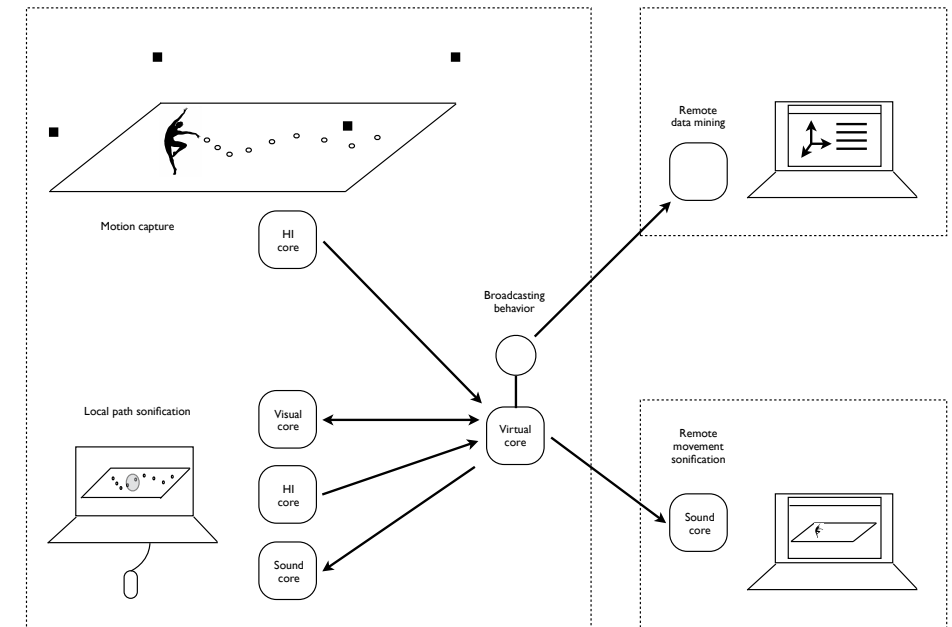 Motion capture
HI
core
Broadcasting
behavior
Local path sonification
Visual
core
HI
core
Sound
core
Virtual
core
Remote
data mining
Remote
movement
sonification
Sound
core